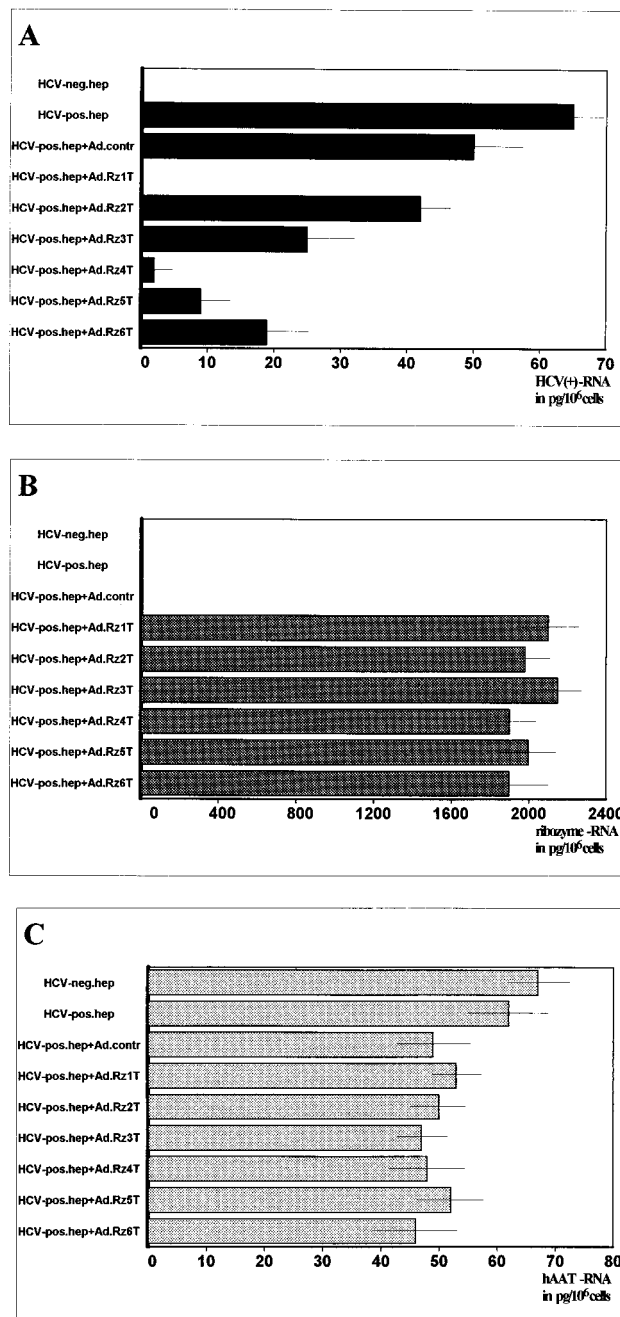 A
HCV-neg.hep
HCV-pos.hep
HCV-pos.hep+Ad.contr
HCV-pos.hep+Ad.Rz1T
HCV-pos.hep+Ad.Rz2T
HCV-pos.hep+Ad.Rz3T
HCV-pos.hep+Ad.Rz4T
HCV-pos.hep+Ad.Rz5T
HCV-pos.hep+Ad.Rz6T
0 10 20 30 40 50 60 70
HCV(+)-RNA
in pg/10⁶cells
B
HCV-neg.hep
HCV-pos.hep
HCV-pos.hep+Ad.contr
HCV-pos.hep+Ad.Rz1T
HCV-pos.hep+Ad.Rz2T
HCV-pos.hep+Ad.Rz3T
HCV-pos.hep+Ad.Rz4T
HCV-pos.hep+Ad.Rz5T
HCV-pos.hep+Ad.Rz6T
0 400 800 1200 1600 2000 2400
ribozyme -RNA
in pg/10⁶cells
C
HCV-neg.hep
HCV-pos.hep
HCV-pos.hep+Ad.contr
HCV-pos.hep+Ad.Rz1T
HCV-pos.hep+Ad.Rz2T
HCV-pos.hep+Ad.Rz3T
HCV-pos.hep+Ad.Rz4T
HCV-pos.hep+Ad.Rz5T
HCV-pos.hep+Ad.Rz6T
0 10 20 30 40 50 60 70 80
hAAT -RNA
in pg/10⁶cells